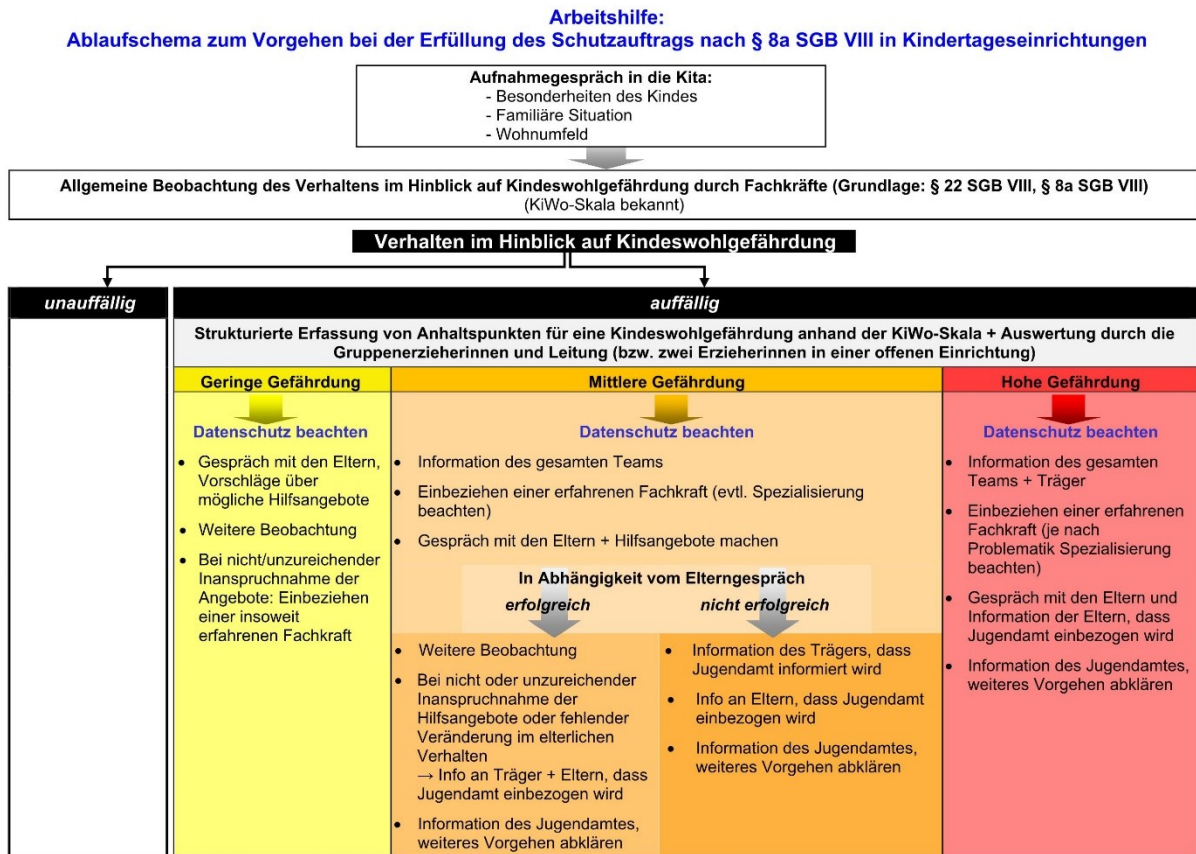 Arbeitshilfe:
Ablaufschema zum Vorgehen bei der Erfüllung des Schutzauftrags nach § 8a SGB VIII in Kindertageseinrichtungen
Aufnahmegespräch in die Kita:
- Besonderheiten des Kindes
- Familiäre Situation
- Wohnumfeld
Allgemeine Beobachtung des Verhaltens im Hinblick auf Kindeswohlgefährdung durch Fachkräfte (Grundlage: § 22 SGB VIII, § 8a SGB VIII)
(KiWo-Skala bekannt)
Verhalten im Hinblick auf Kindeswohlgefährdung
unauffällig
auffällig
Strukturierte Erfassung von Anhaltspunkten für eine Kindeswohlgefährdung anhand der KiWo-Skala + Auswertung durch die
Gruppenerzieherinnen und Leitung (bzw. zwei Erzieherinnen in einer offenen Einrichtung)
Geringe Gefährdung
Datenschutz beachten
• Gespräch mit den Eltern,
Vorschläge über
mögliche Hilfsangebote
• Weitere Beobachtung
• Bei nicht/unzureichender
Inanspruchnahme der
Angebote: Einbeziehen
einer insoweit
erfahrenen Fachkraft
Mittlere Gefährdung
Datenschutz beachten
• Information des gesamten Teams
• Einbeziehen einer erfahrenen Fachkraft (evtl. Spezialisierung
beachten)
• Gespräch mit den Eltern + Hilfsangebote machen
In Abhängigkeit vom Elterngespräch
erfolgreich
• Weitere Beobachtung
• Bei nicht oder unzureichender
Inanspruchnahme der
Hilfsangebote oder fehlender
Veränderung im elterlichen
Verhalten
→ Info an Träger + Eltern, dass
Jugendamt einbezogen wird
• Information des Jugendamtes,
weiteres Vorgehen abklären
nicht erfolgreich
• Information des Trägers, dass
Jugendamt informiert wird
• Info an Eltern, dass Jugendamt
einbezogen wird
• Information des Jugendamtes,
weiteres Vorgehen abklären
Hohe Gefährdung
Datenschutz beachten
• Information des gesamten
Teams + Träger
• Einbeziehen einer erfahrenen
Fachkraft (je nach
Problematik Spezialisierung
beachten)
• Gespräch mit den Eltern und
Information der Eltern, dass
Jugendamt einbezogen wird
• Information des Jugendamtes,
weiteres Vorgehen abklären